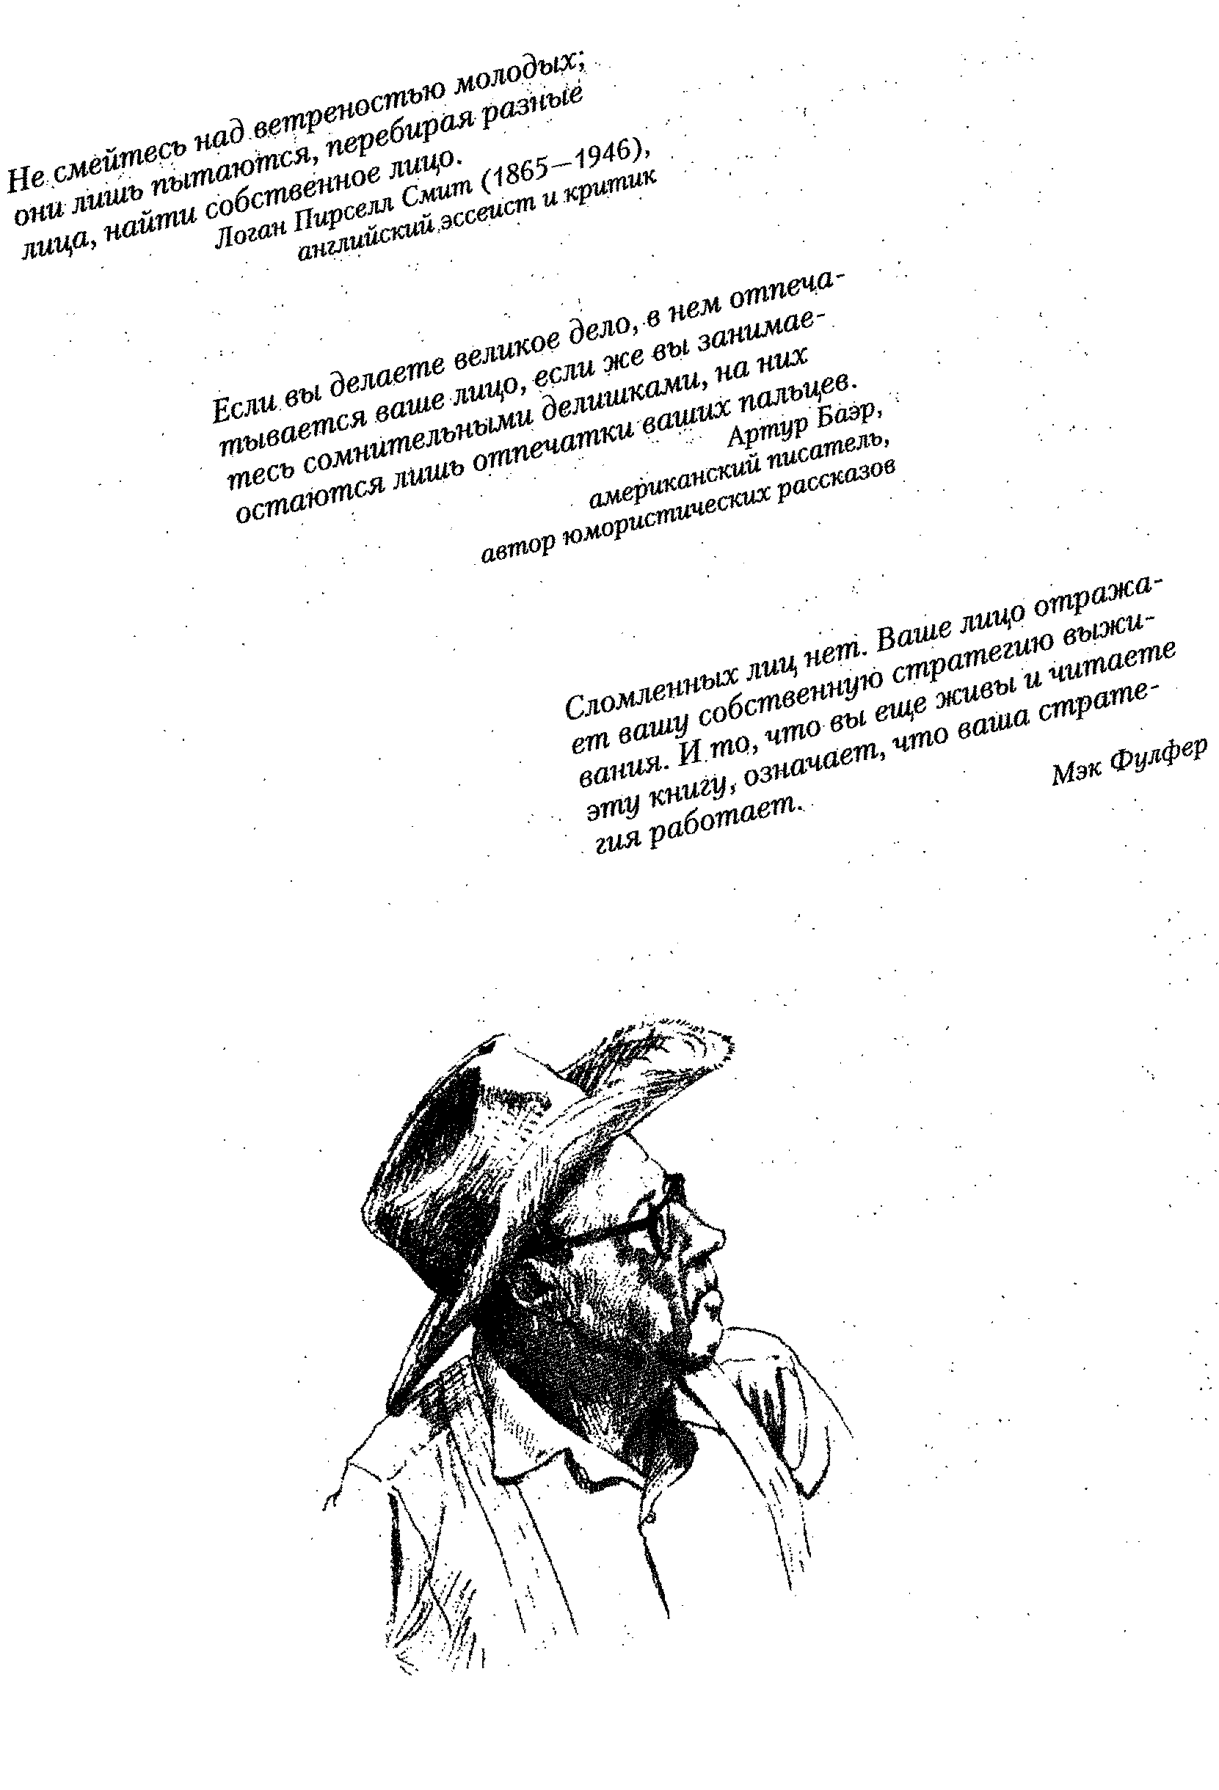 Не смейтесь над ветреностью молодых;
они лишь пытаются, перебирая разные
лица, найти собственное лицо.
Логан Пирселл Смит (1865—1946),
английский эссеист и критик
Если вы делаете великое дело, в нем отпеча-
тывается ваше лицо, если же вы занимае-
тесь сомнительными делишками, на них
остаются лишь отпечатки ваших пальцев.
Артур Баэр,
американский писатель,
автор юмористических рассказов
Сломленных лиц нет. Ваше лицо отража-
ет вашу собственную стратегию выжи-
вания. И то, что вы еще живы и читаете
эту книгу, означает, что ваша страте-
гия работает.
Мэк Фулфер